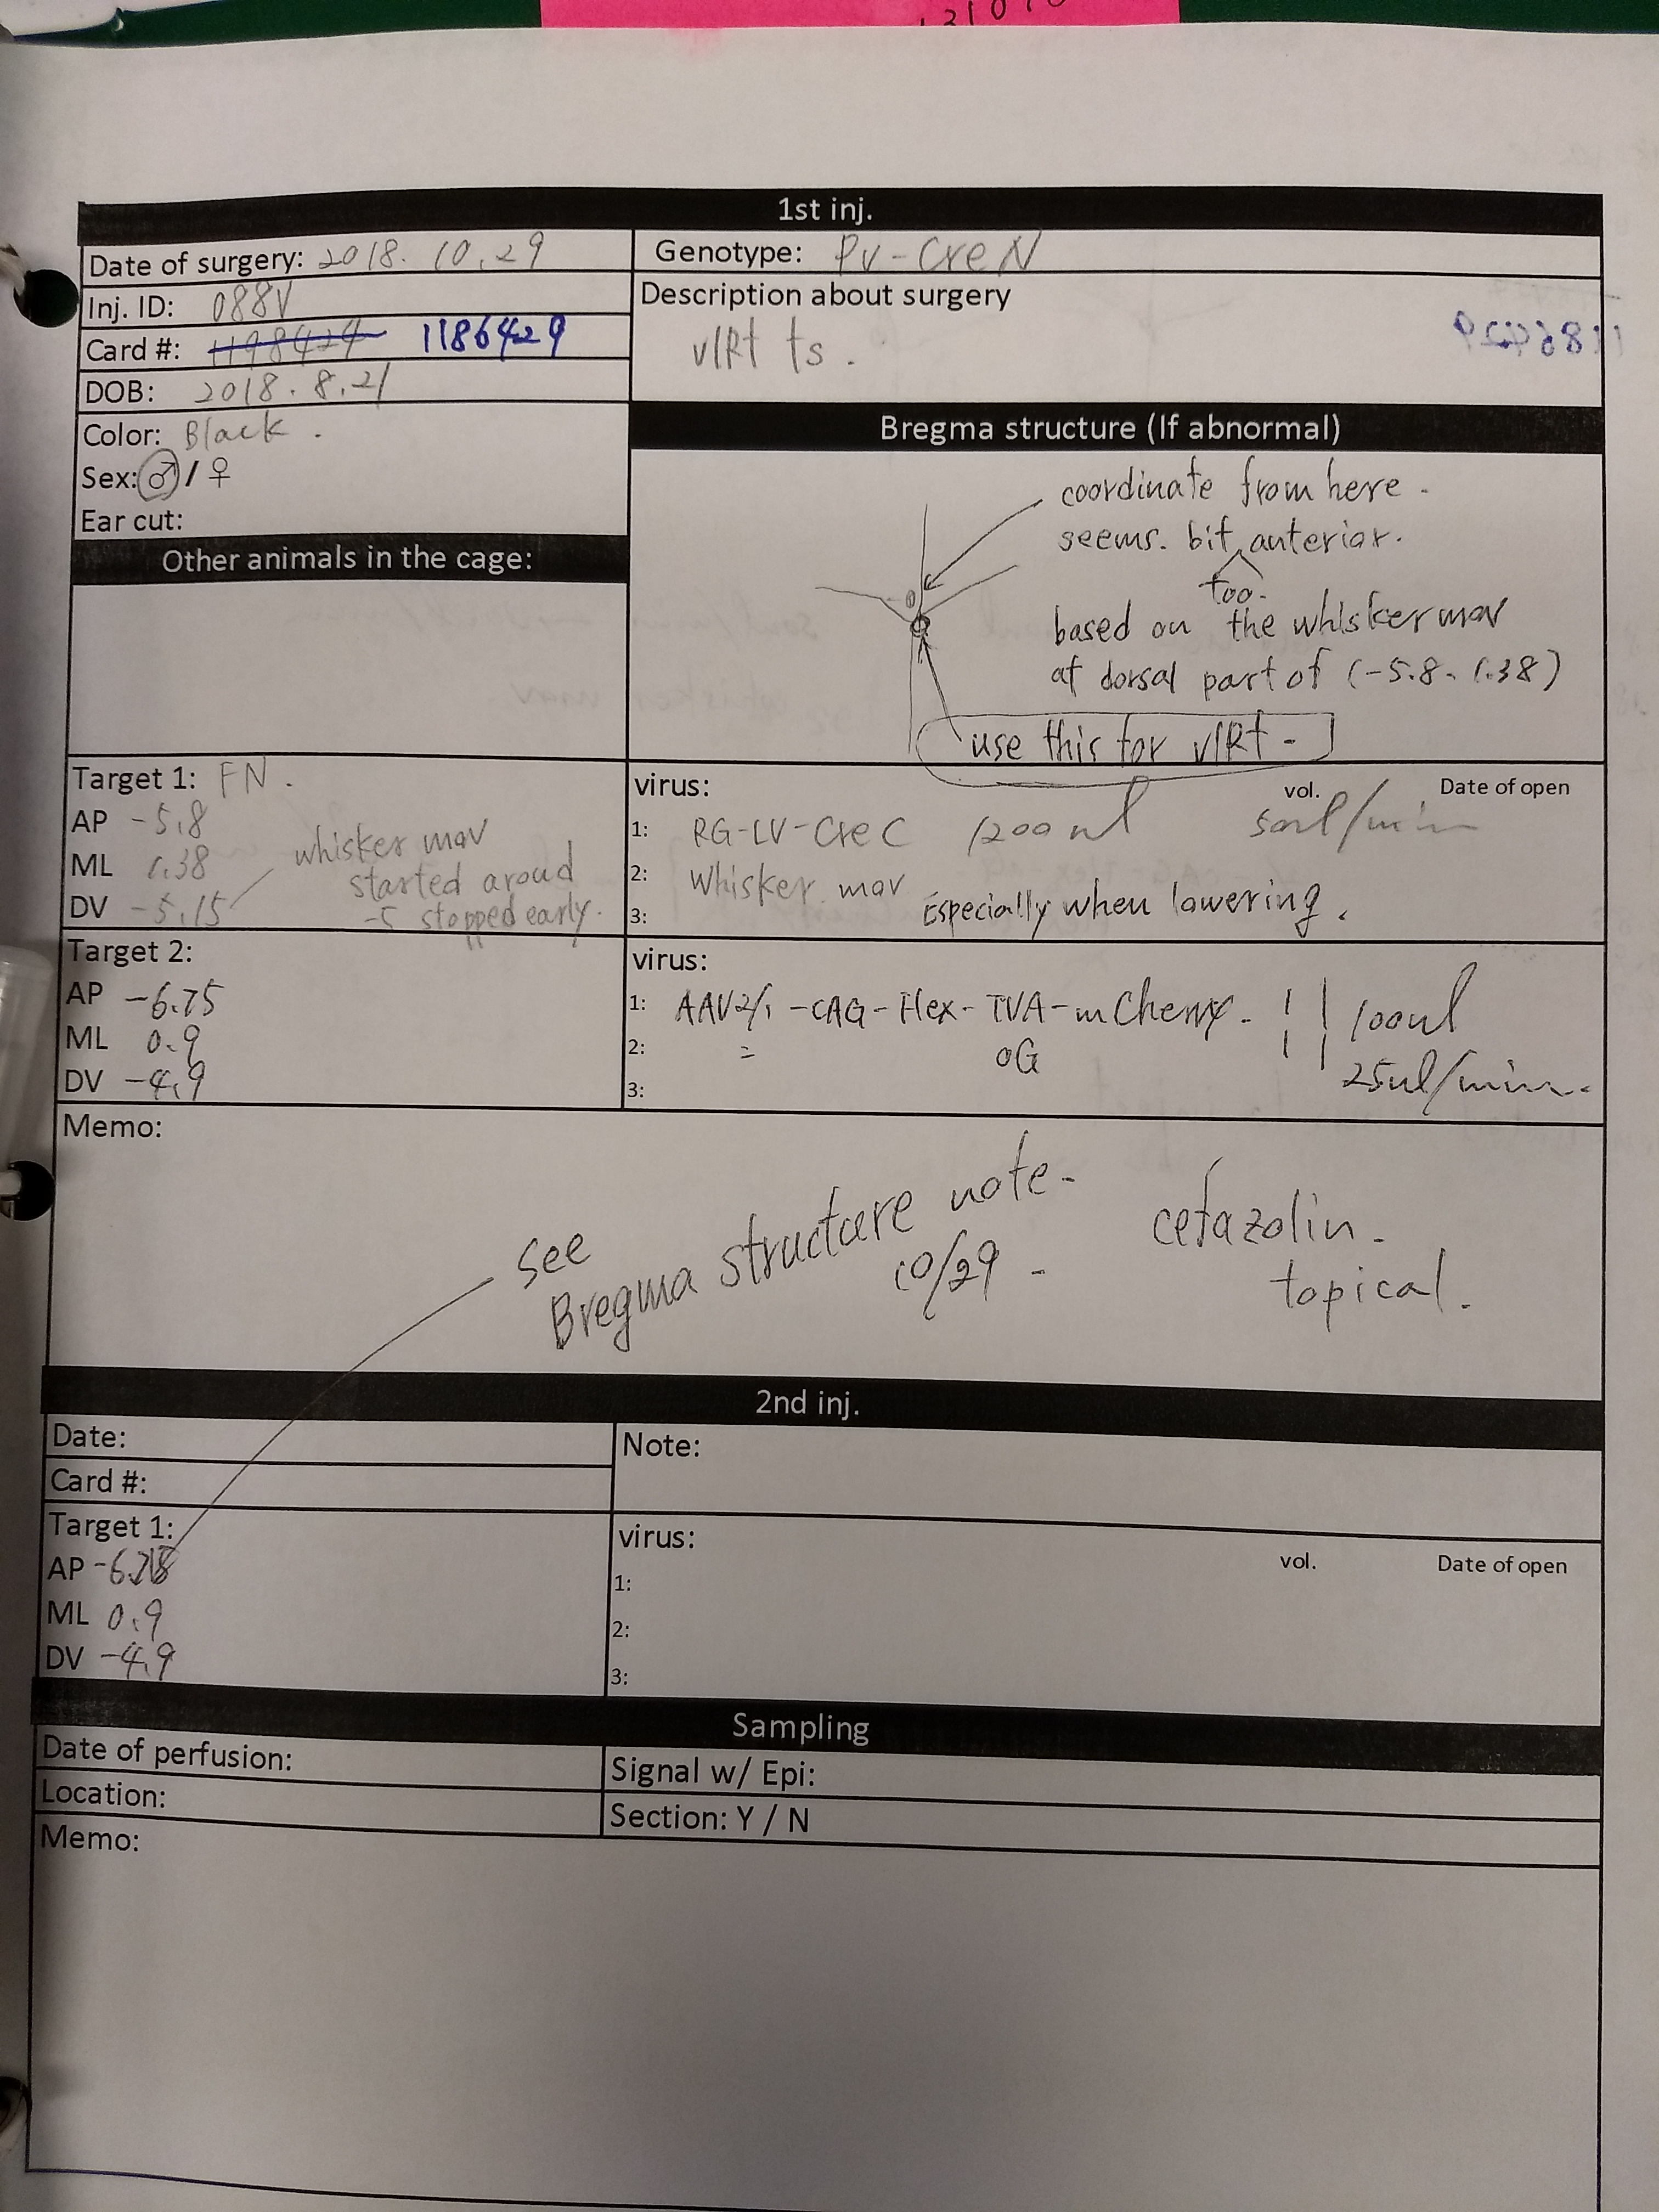 1st inj.
Date of surgery: 2018. 10. 29
Genotype: Pv-Cre N
Inj. ID: 088V
Description about surgery
Card #: 1186429
vIRt ts.
DOB: 2018. 8. 21
Color: Black.
Sex: ♂ / ♀
Ear cut:
Bregma structure (If abnormal)
coordinate from here.
seems. bit anterior.
too.
based on the whisker mov
at dorsal part of (-5.8. 1.38)
use this for vIRt -
Other animals in the cage:
Target 1: FN.
AP -5.8
ML 1.38
DV -5.15
whisker mov
started aroud
-5 stopped early.
virus:
vol.
Date of open
1: RG-LV-Cre C 1200 nl 50nl/min
2: Whisker mov
3: Especially when lowering.
Target 2:
AP -6.75
ML 0.9
DV -4.9
virus:
1: AAV2/1 -CAG-Flex-TVA-mCherry. 100nl
2: oG
3: 25nl/min.
Memo:
see
Bregma structure note-
10/29 -
cefazolin.
topical.
2nd inj.
Date:
Note:
Card #:
Target 1:
AP
ML 0.9
DV -4.9
virus:
vol.
Date of open
1:
2:
3:
Sampling
Date of perfusion:
Signal w/ Epi:
Location:
Section: Y / N
Memo: